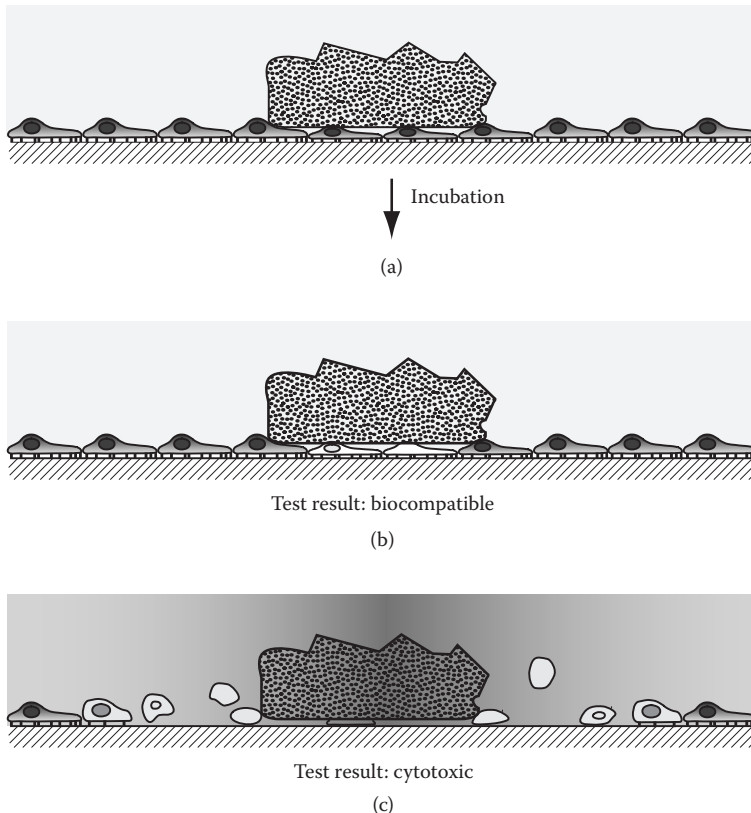 Incubation
(a)
Test result: biocompatible
(b)
Test result: cytotoxic
(c)